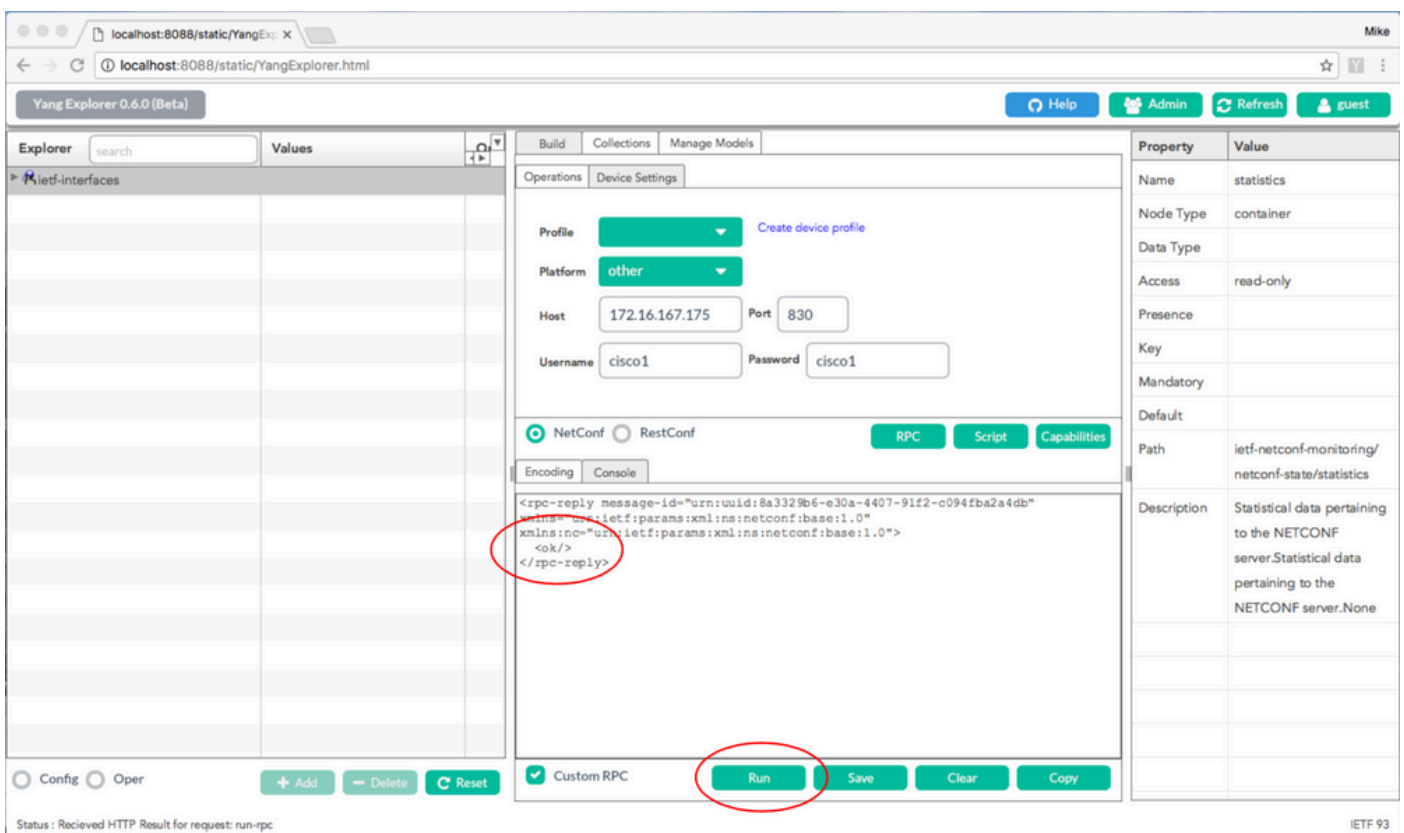 localhost:8088/static/YangExp
Mike
localhost:8088/static/YangExplorer.html
Yang Explorer 0.6.0 (Beta)
Help
Admin
Refresh
guest
Explorer
search
Values
ietf-interfaces
Build
Collections
Manage Models
Operations
Device Settings
Profile
Create device profile
Platform
other
Host
172.16.167.175
Port
830
Username
cisco1
Password
cisco1
NetConf
RestConf
RPC
Script
Capabilities
Encoding
Console
<rpc-reply message-id="urn:uuid:8a3329b6-e30a-4407-91f2-c094fba2a4db"
xmlns="urn:ietf:params:xml:ns:netconf:base:1.0"
xmlns:nc="urn:ietf:params:xml:ns:netconf:base:1.0">
<ok/>
</rpc-reply>
Custom RPC
Run
Save
Clear
Copy
Config
Oper
+ Add
− Delete
Reset
Property
Value
Name
statistics
Node Type
container
Data Type
Access
read-only
Presence
Key
Mandatory
Default
Path
ietf-netconf-monitoring/
netconf-state/statistics
Description
Statistical data pertaining
to the NETCONF
server.Statistical data
pertaining to the
NETCONF server.None
Status : Recieved HTTP Result for request: run-rpc
IETF 93